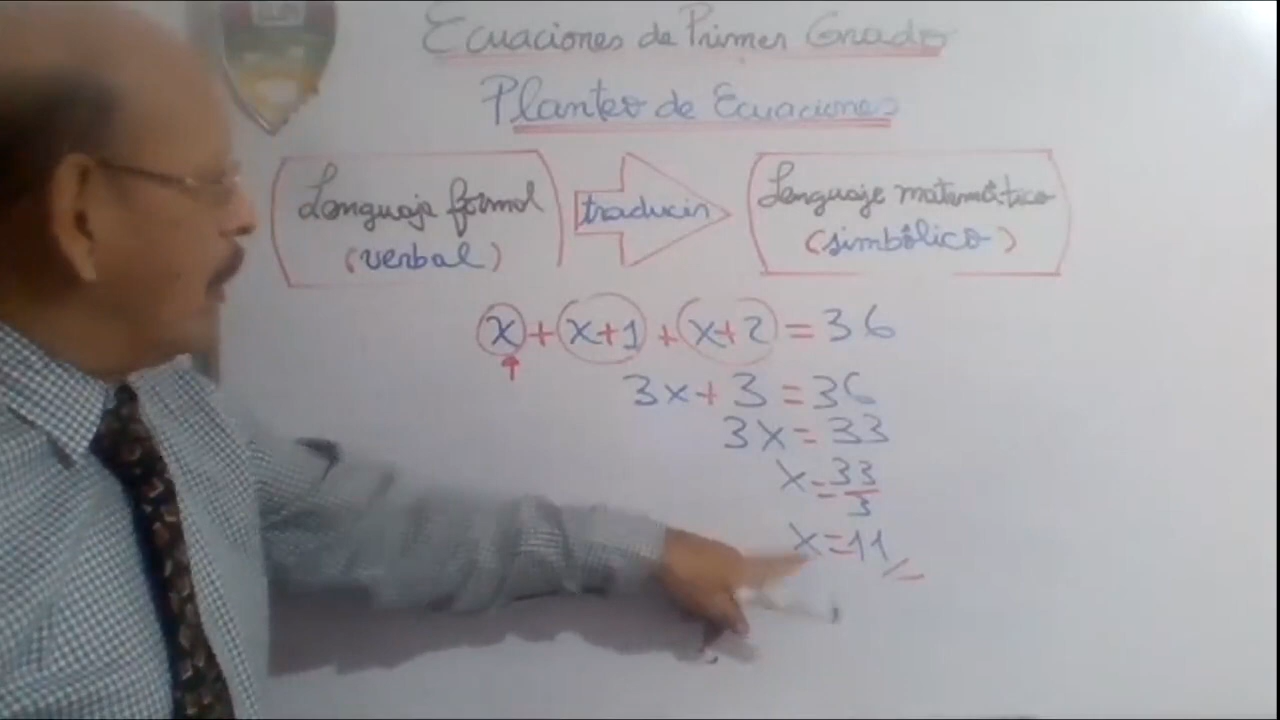 Ecuaciones de Primer Grado
Planteo de Ecuaciones
Lenguaje formal
(verbal)
traducir
Lenguaje matemático
(simbólico)
x + (x+1) + (x+2) = 36
3x + 3 = 36
3x = 33
x = 33/3
x = 11